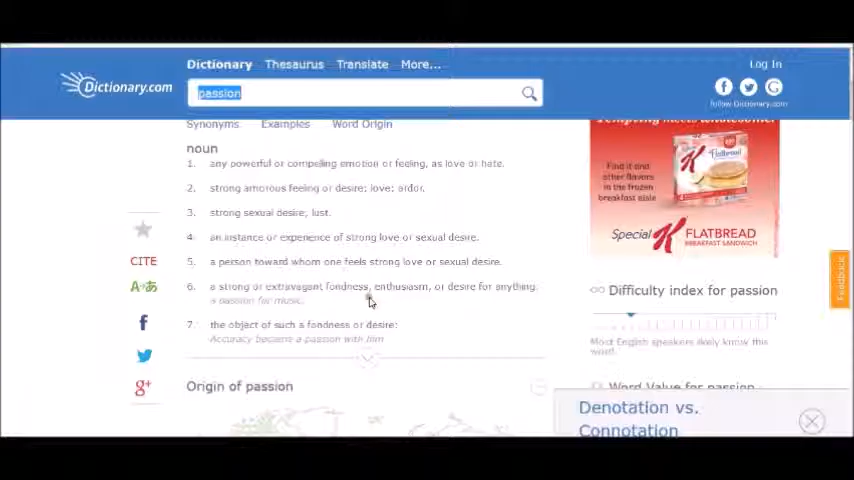 Dictionary Thesaurus Translate More... Log In
Dictionary.com
passion
follow Dictionary.com
Synonyms Examples Word Origin
noun
1. any powerful or compelling emotion or feeling, as love or hate.
2. strong amorous feeling or desire; love; ardor.
3. strong sexual desire; lust.
4. an instance or experience of strong love or sexual desire.
5. a person toward whom one feels strong love or sexual desire.
6. a strong or extravagant fondness, enthusiasm, or desire for anything:
a passion for music.
7. the object of such a fondness or desire:
Accuracy became a passion with him
Origin of passion
CITE
Find it and
other flavors
in the frozen
breakfast aisle
Special K FLATBREAD
BREAKFAST SANDWICH
Difficulty index for passion
Most English speakers likely know this
word.
Word Value for passion
Denotation vs.
Connotation
Feedback